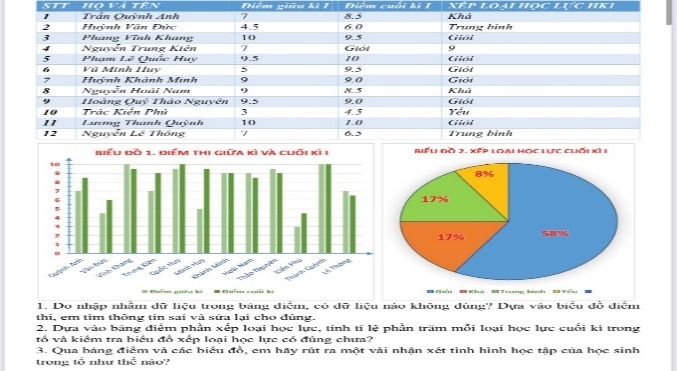 STT HỌ VÀ TÊN Điểm giữa kì I Điểm cuối kì I XẾP LOẠI HỌC LỰC HK1
1 Trần Quỳnh Anh 7 8.5 Khá
2 Huỳnh Văn Đức 4.5 6.0 Trung bình
3 Phang Vĩnh Khang 10 9.5 Giỏi
4 Nguyễn Trung Kiên 7 Giỏi 9
5 Phạm Lê Quốc Huy 9.5 10 Giỏi
6 Vũ Minh Huy 5 9.5 Giỏi
7 Huỳnh Khánh Minh 9 9.0 Giỏi
8 Nguyễn Hoài Nam 9 8.5 Khá
9 Hoàng Quý Thảo Nguyên 9.5 9.0 Giỏi
10 Trác Kiến Phú 3 4.5 Yếu
11 Lương Thanh Quỳnh 10 1.0 Giỏi
12 Nguyễn Lê Thông 7 6.5 Trung bình
BIỂU ĐỒ 1. ĐIỂM THI GIỮA KÌ VÀ CUỐI KÌ I
10
9
8
7
6
5
4
3
2
1
0
Quỳnh Anh Văn Đức Vĩnh Khang Trung Kiên Quốc Huy Minh Huy Khánh Minh Hoài Nam Thảo Nguyên Kiến Phú Thanh Quỳnh Lê Thông
Điểm giữa kì Điểm cuối kì
BIỂU ĐỒ 2. XẾP LOẠI HỌC LỰC CUỐI KÌ I
8%
17%
17%
58%
Giỏi Khá Trung bình Yếu
1. Do nhập nhầm dữ liệu trong bảng điểm, có dữ liệu nào không đúng? Dựa vào biểu đồ điểm
thi, em tìm thông tin sai và sửa lại cho đúng.
2. Dựa vào bảng điểm phần xếp loại học lực, tính tỉ lệ phần trăm mỗi loại học lực cuối kì trong
tổ và kiểm tra biểu đồ xếp loại học lực có đúng chưa?
3. Qua bảng điểm và các biểu đồ, em hãy rút ra một vài nhận xét tình hình học tập của học sinh
trong tổ như thế nào?